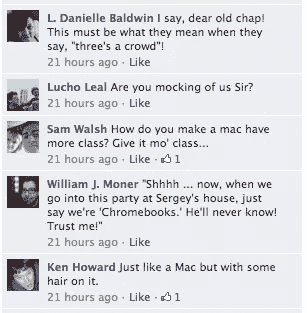 L. Danielle Baldwin I say, dear old chap!
This must be what they mean when they
say, "three's a crowd"!
21 hours ago · Like
Lucho Leal Are you mocking of us Sir?
21 hours ago · Like
Sam Walsh How do you make a mac have
more class? Give it mo' class...
21 hours ago · Like · 1
William J. Moner "Shhhh ... now, when we
go into this party at Sergey's house, just
say we're 'Chromebooks.' He'll never know!
Trust me!"
21 hours ago · Like
Ken Howard Just like a Mac but with some
hair on it.
21 hours ago · Like · 1